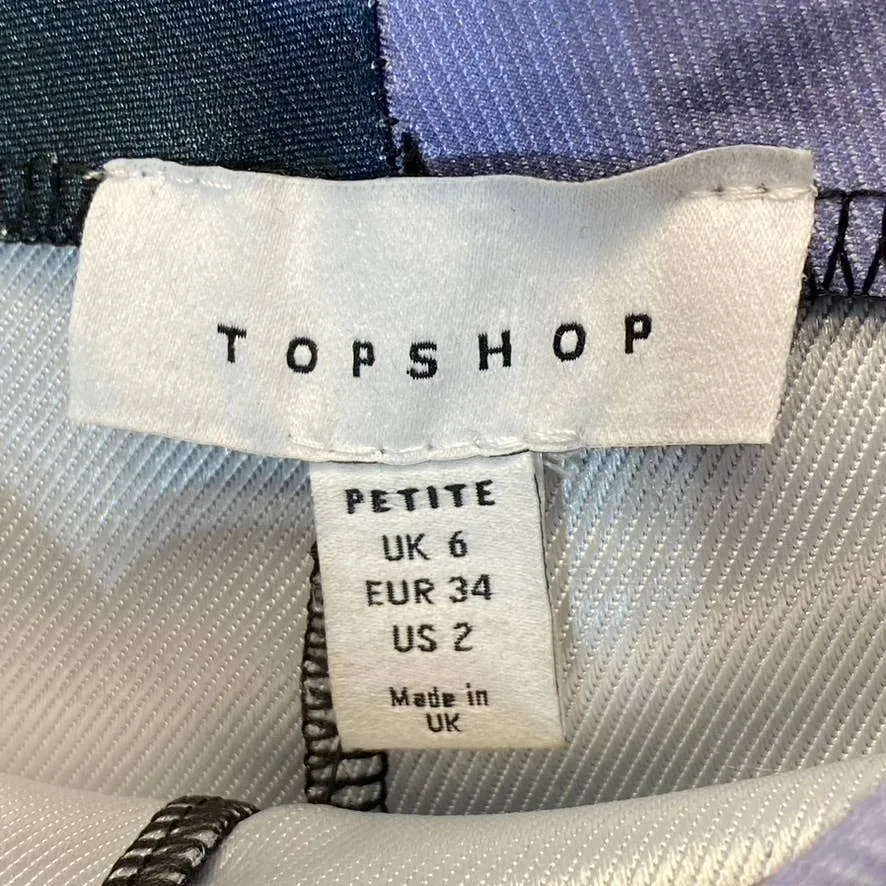 TOPSHOP
PETITE
UK 6
EUR 34
US 2
Made in
UK